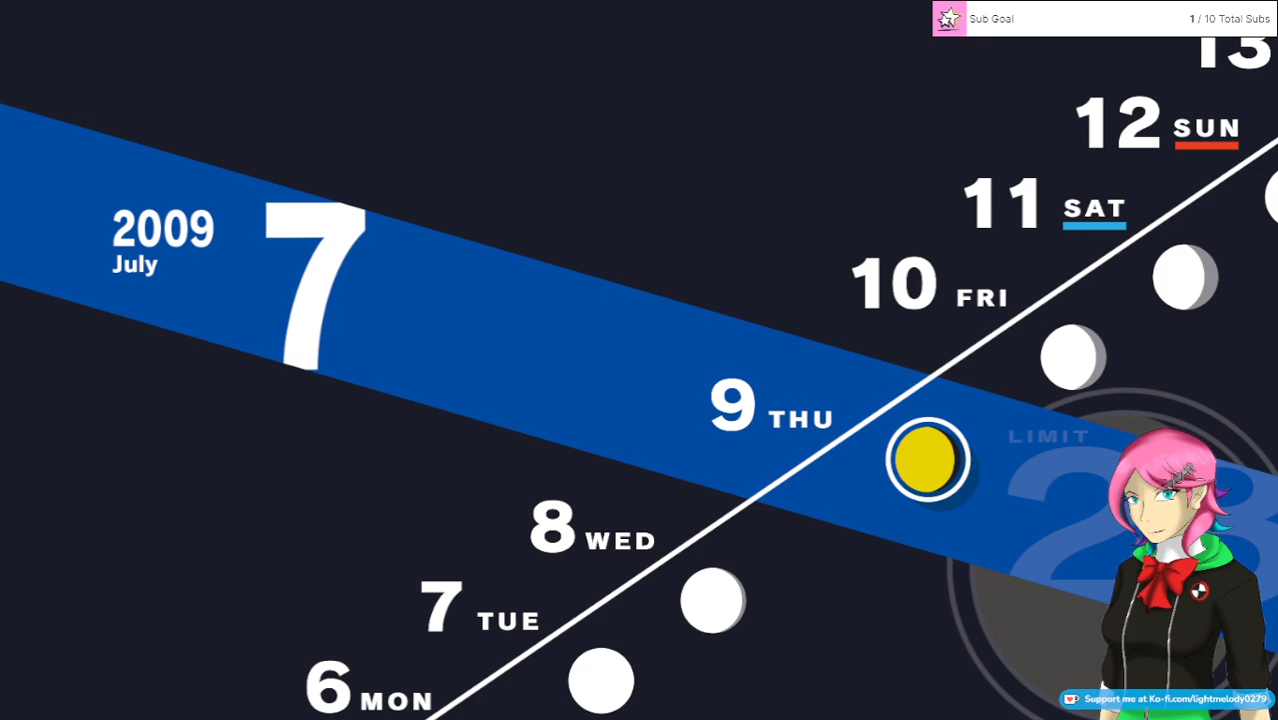 Sub Goal
1 / 10 Total Subs
13
12 SUN
11 SAT
2009
July
7
10 FRI
9 THU
LIMIT
28
8 WED
7 TUE
6 MON
Support me at Ko-fi.com/lightmelody0279